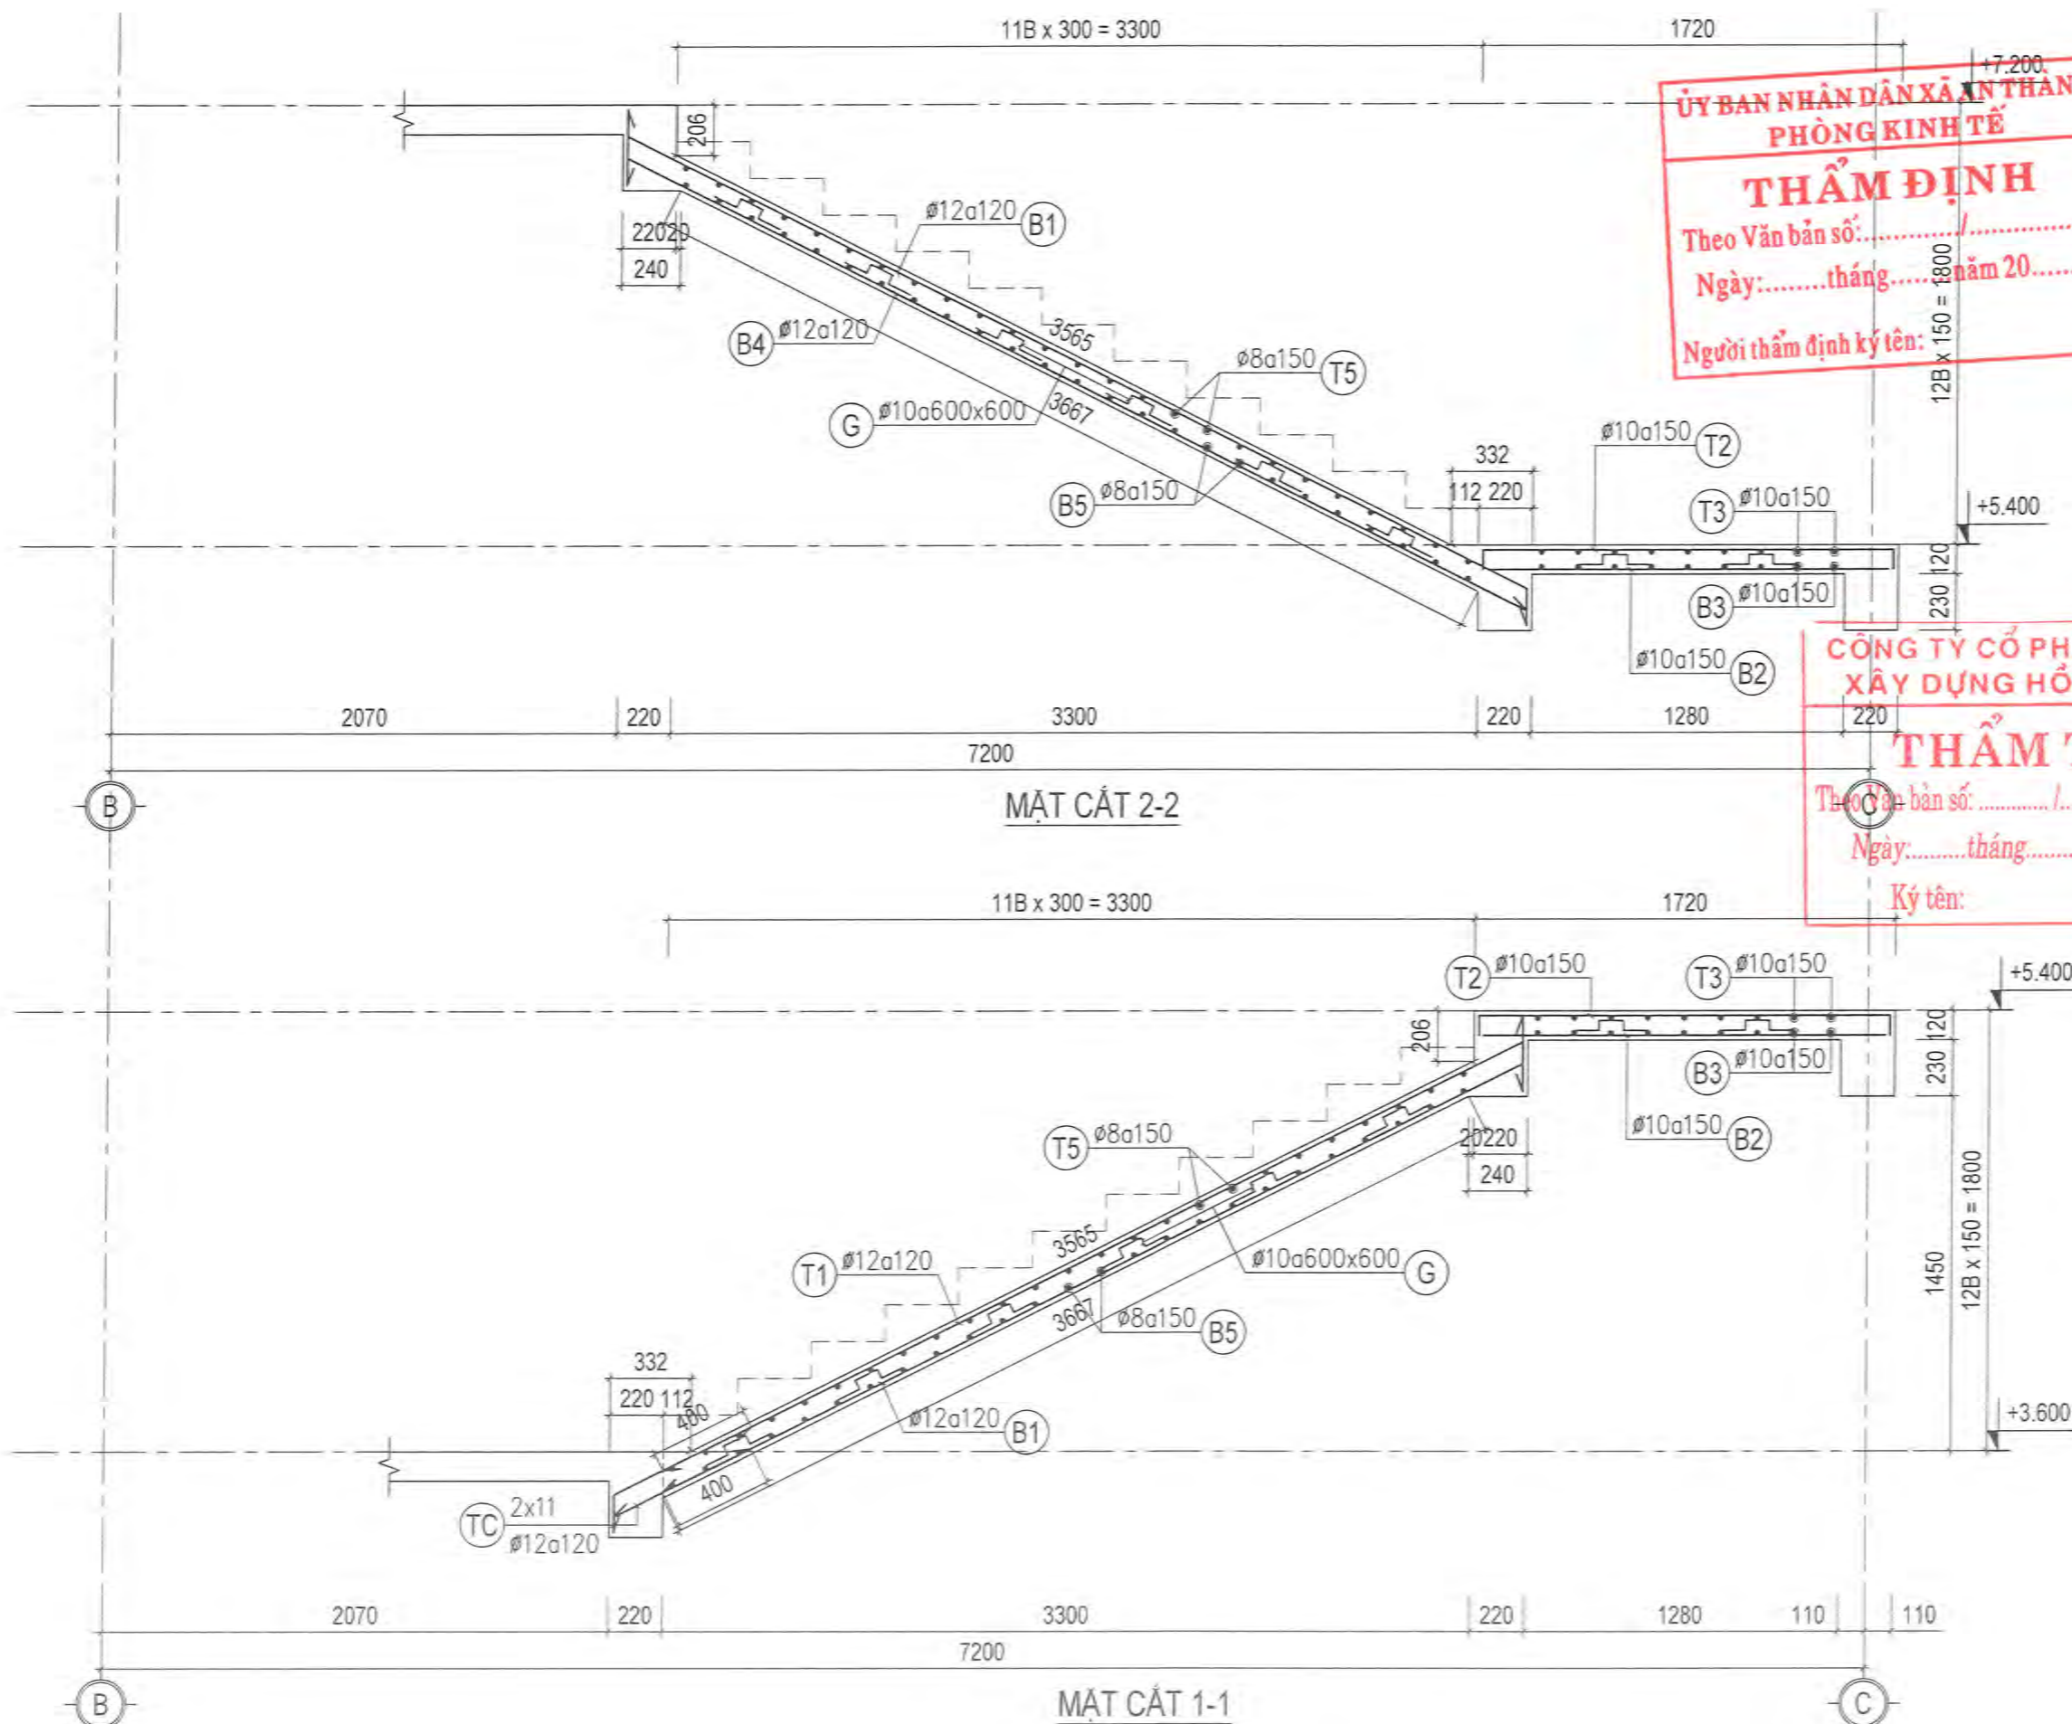 11B x 300 = 3300
1720
+7.200
ỦY BAN NHÂN DÂN XÃ AN THÀN
PHÒNG KINH TẾ
THẨM ĐỊNH
Theo Văn bản số:............../................
Ngày:.........tháng.........năm 20......
Người thẩm định ký tên:
206
22020
240
ø12a120 B1
B4 ø12a120
3565
3667
G ø10a600x600
ø8a150 T5
B5 ø8a150
332
112 220
ø10a150 T2
T3 ø10a150
B3 ø10a150
ø10a150 B2
12B x 150 = 1800
+5.400
120
230
CÔNG TY CỔ PH
XÂY DỰNG HỒ
THẨM T
Theo Văn bản số: ............ /..
Ngày:.........tháng........
Ký tên:
2070 220 3300 220 1280 220
7200
B
C
MẶT CẮT 2-2
11B x 300 = 3300
1720
T2 ø10a150
T3 ø10a150
+5.400
206
B3 ø10a150
ø10a150 B2
120
230
20220
240
T5 ø8a150
3565
3667
T1 ø12a120
ø10a600x600 G
ø8a150 B5
1450
12B x 150 = 1800
332
220 112
400
400
ø12a120 B1
+3.600
TC 2x11
ø12a120
2070 220 3300 220 1280 110 110
7200
B
C
MẶT CẮT 1-1